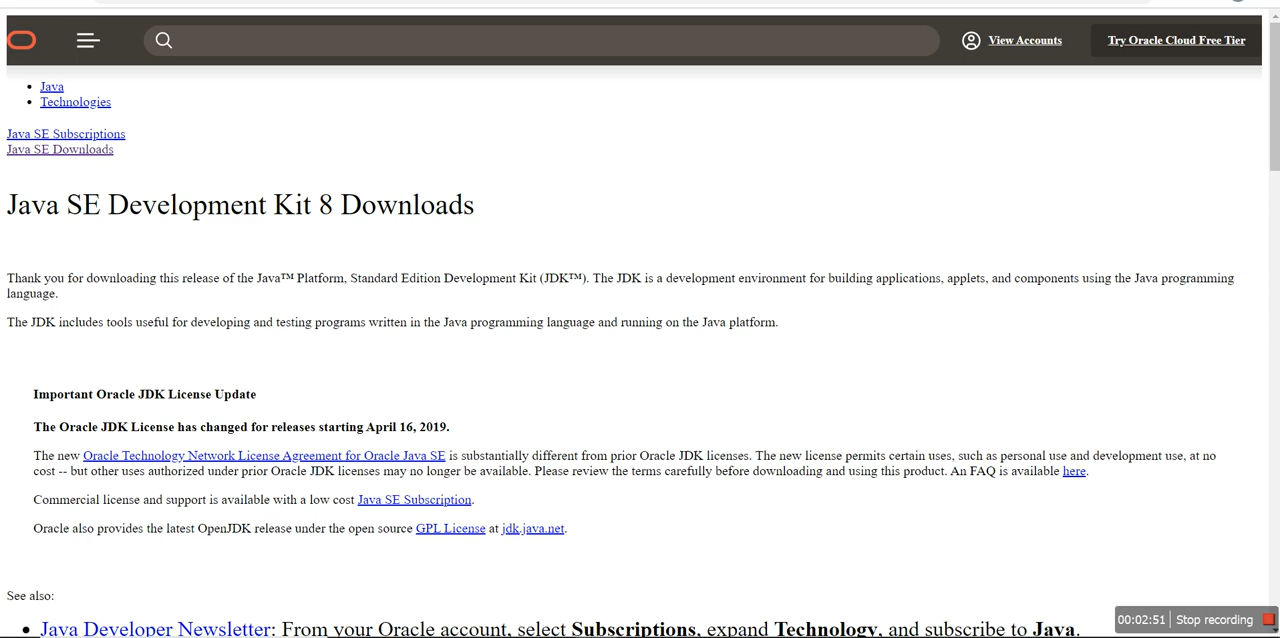 View Accounts
Try Oracle Cloud Free Tier
Java
Technologies
Java SE Subscriptions
Java SE Downloads
Java SE Development Kit 8 Downloads
Thank you for downloading this release of the Java™ Platform, Standard Edition Development Kit (JDK™). The JDK is a development environment for building applications, applets, and components using the Java programming
language.
The JDK includes tools useful for developing and testing programs written in the Java programming language and running on the Java platform.
Important Oracle JDK License Update
The Oracle JDK License has changed for releases starting April 16, 2019.
The new Oracle Technology Network License Agreement for Oracle Java SE is substantially different from prior Oracle JDK licenses. The new license permits certain uses, such as personal use and development use, at no
cost -- but other uses authorized under prior Oracle JDK licenses may no longer be available. Please review the terms carefully before downloading and using this product. An FAQ is available here.
Commercial license and support is available with a low cost Java SE Subscription.
Oracle also provides the latest OpenJDK release under the open source GPL License at jdk.java.net.
See also:
Java Developer Newsletter: From your Oracle account, select Subscriptions, expand Technology, and subscribe to Java.
00:02:51 Stop recording